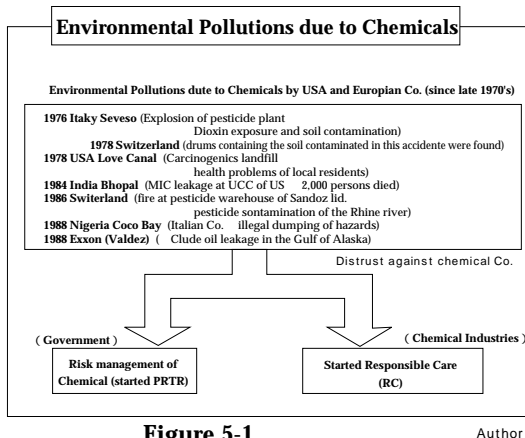 Environmental Pollutions due to Chemicals
Environmental Pollutions dute to Chemicals by USA and Europian Co. (since late 1970's)
1976 Itaky Seveso (Explosion of pesticide plant
Dioxin exposure and soil contamination)
1978 Switzerland (drums containing the soil contaminated in this accidente were found)
1978 USA Love Canal (Carcinogenics landfill
health problems of local residents)
1984 India Bhopal (MIC leakage at UCC of US 2,000 persons died)
1986 Switerland (fire at pesticide warehouse of Sandoz lid.
pesticide sontamination of the Rhine river)
1988 Nigeria Coco Bay (Italian Co. illegal dumping of hazards)
1988 Exxon (Valdez) ( Clude oil leakage in the Gulf of Alaska)
Distrust against chemical Co.
( Government )
( Chemical Industries )
Risk management of
Chemical (started PRTR)
Started Responsible Care
(RC)
Figure 5-1
Author